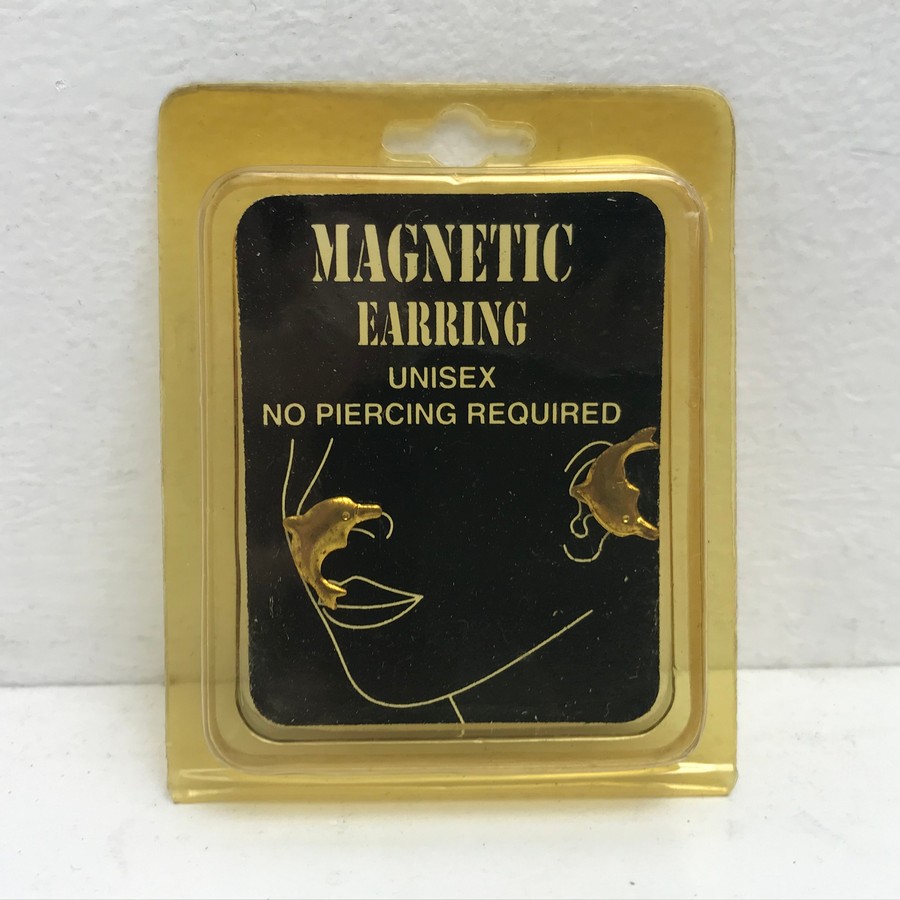 MAGNETIC
EARRING
UNISEX
NO PIERCING REQUIRED